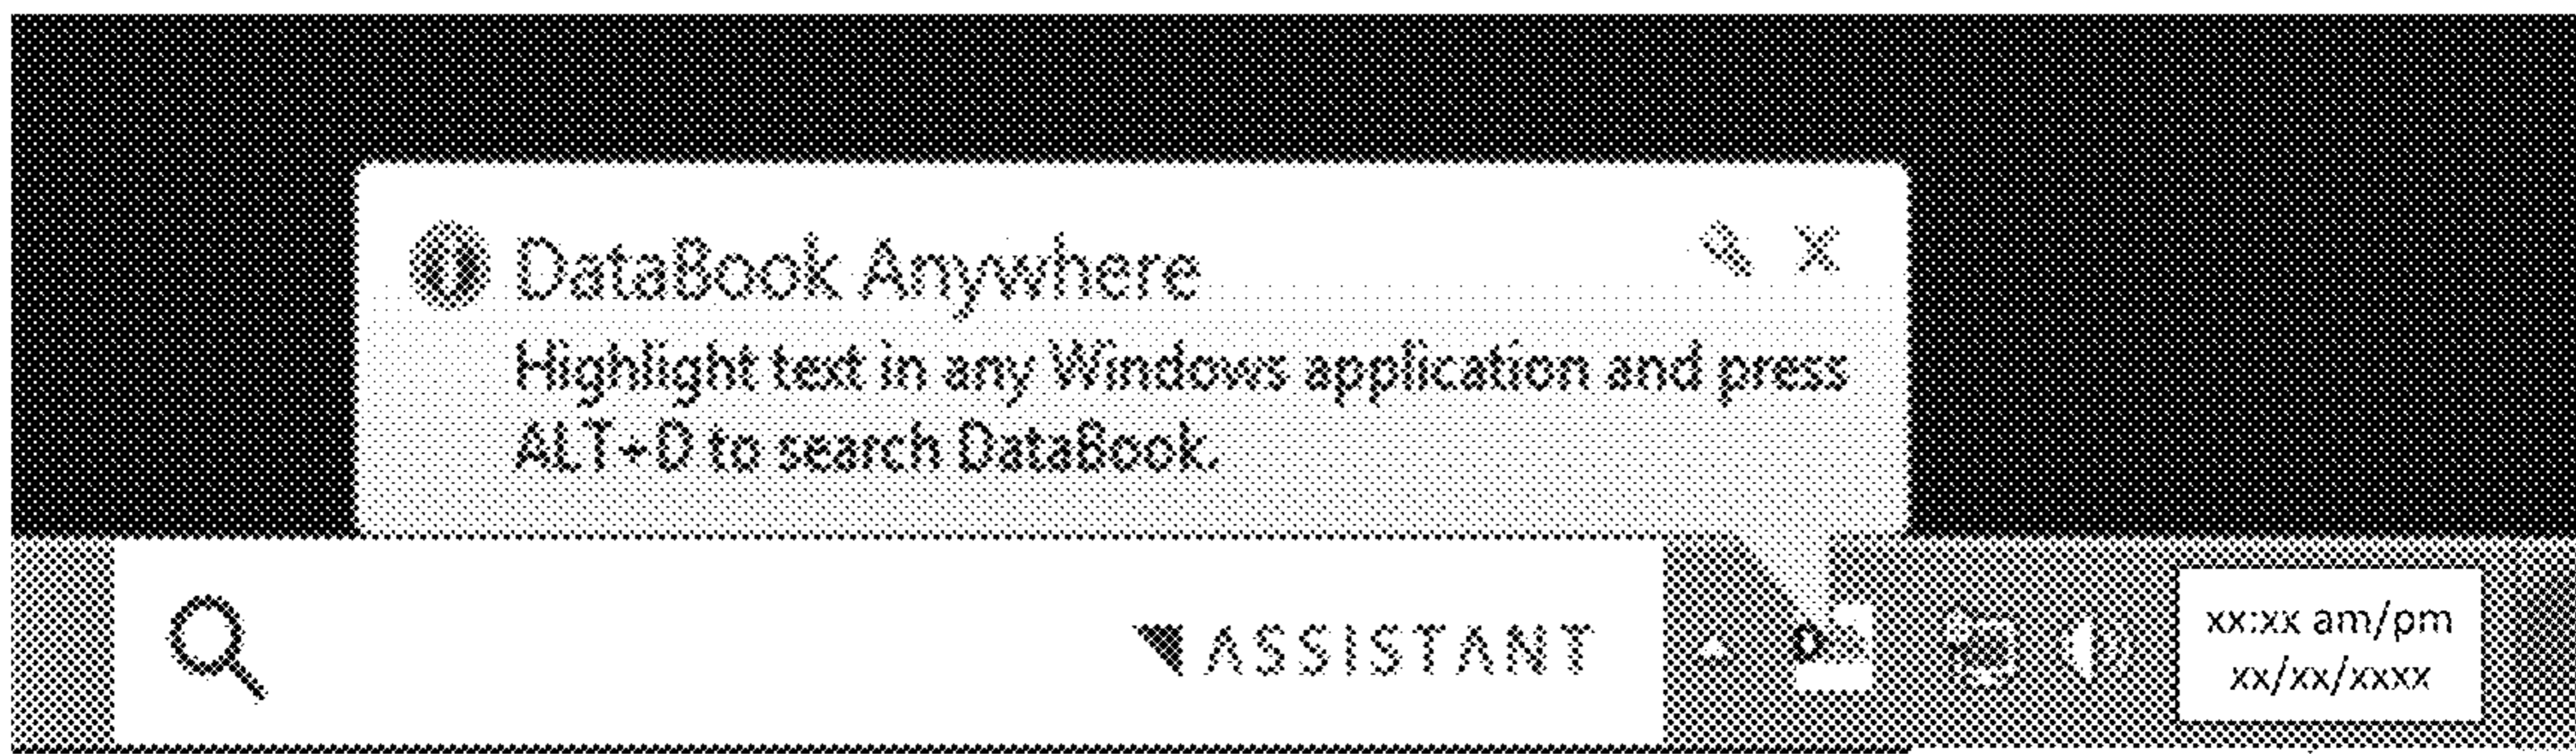 DataBook Anywhere
Highlight text in any Windows application and press
ALT+D to search DataBook.
ASSISTANT
xx:xx am/pm
xx/xx/xxxx